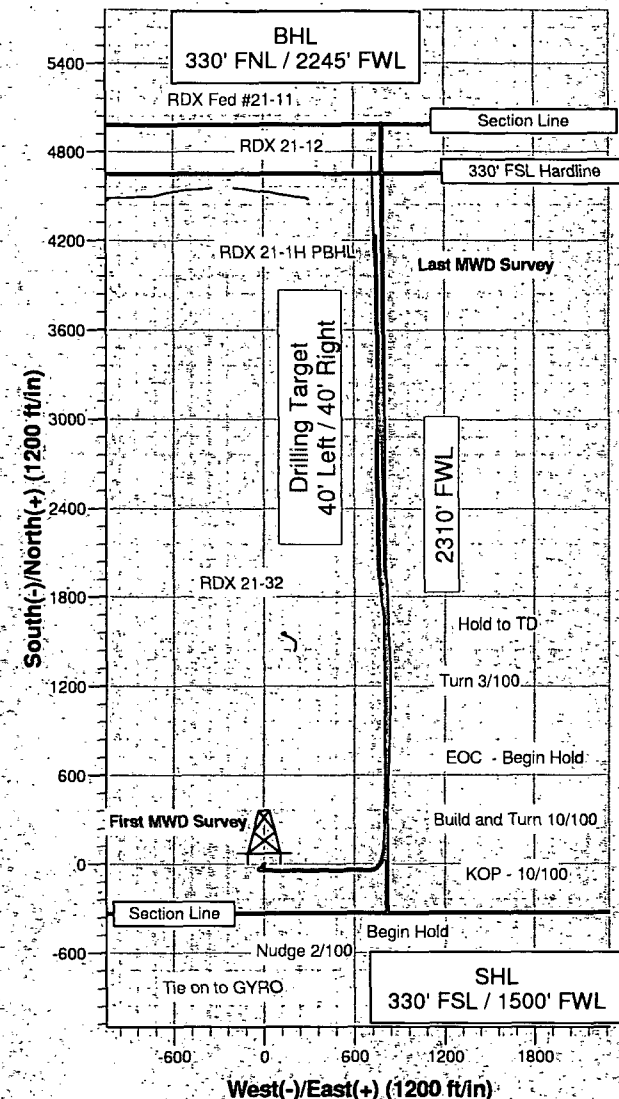 BHL
330' FNL / 2245' FWL
5400
RDX Fed #21-11
Section Line
4800
RDX 21-12
330' FSL Hardline
4200
RDX 21-1H PBHL
Last MWD Survey
3600
Drilling Target
40' Left / 40' Right
3000
South(-)/North(+) (1200 ft/in)
2310' FWL
2400
RDX 21-32
1800
Hold to TD
1200
Turn 3/100
600
EOC - Begin Hold
First MWD Survey
Build and Turn 10/100
0
KOP - 10/100
Section Line
Begin Hold
-600
Nudge 2/100
Tie on to GYRO
SHL
330' FSL / 1500' FWL
-600
0
600
1200
1800
West(-)/East(+) (1200 ft/in)